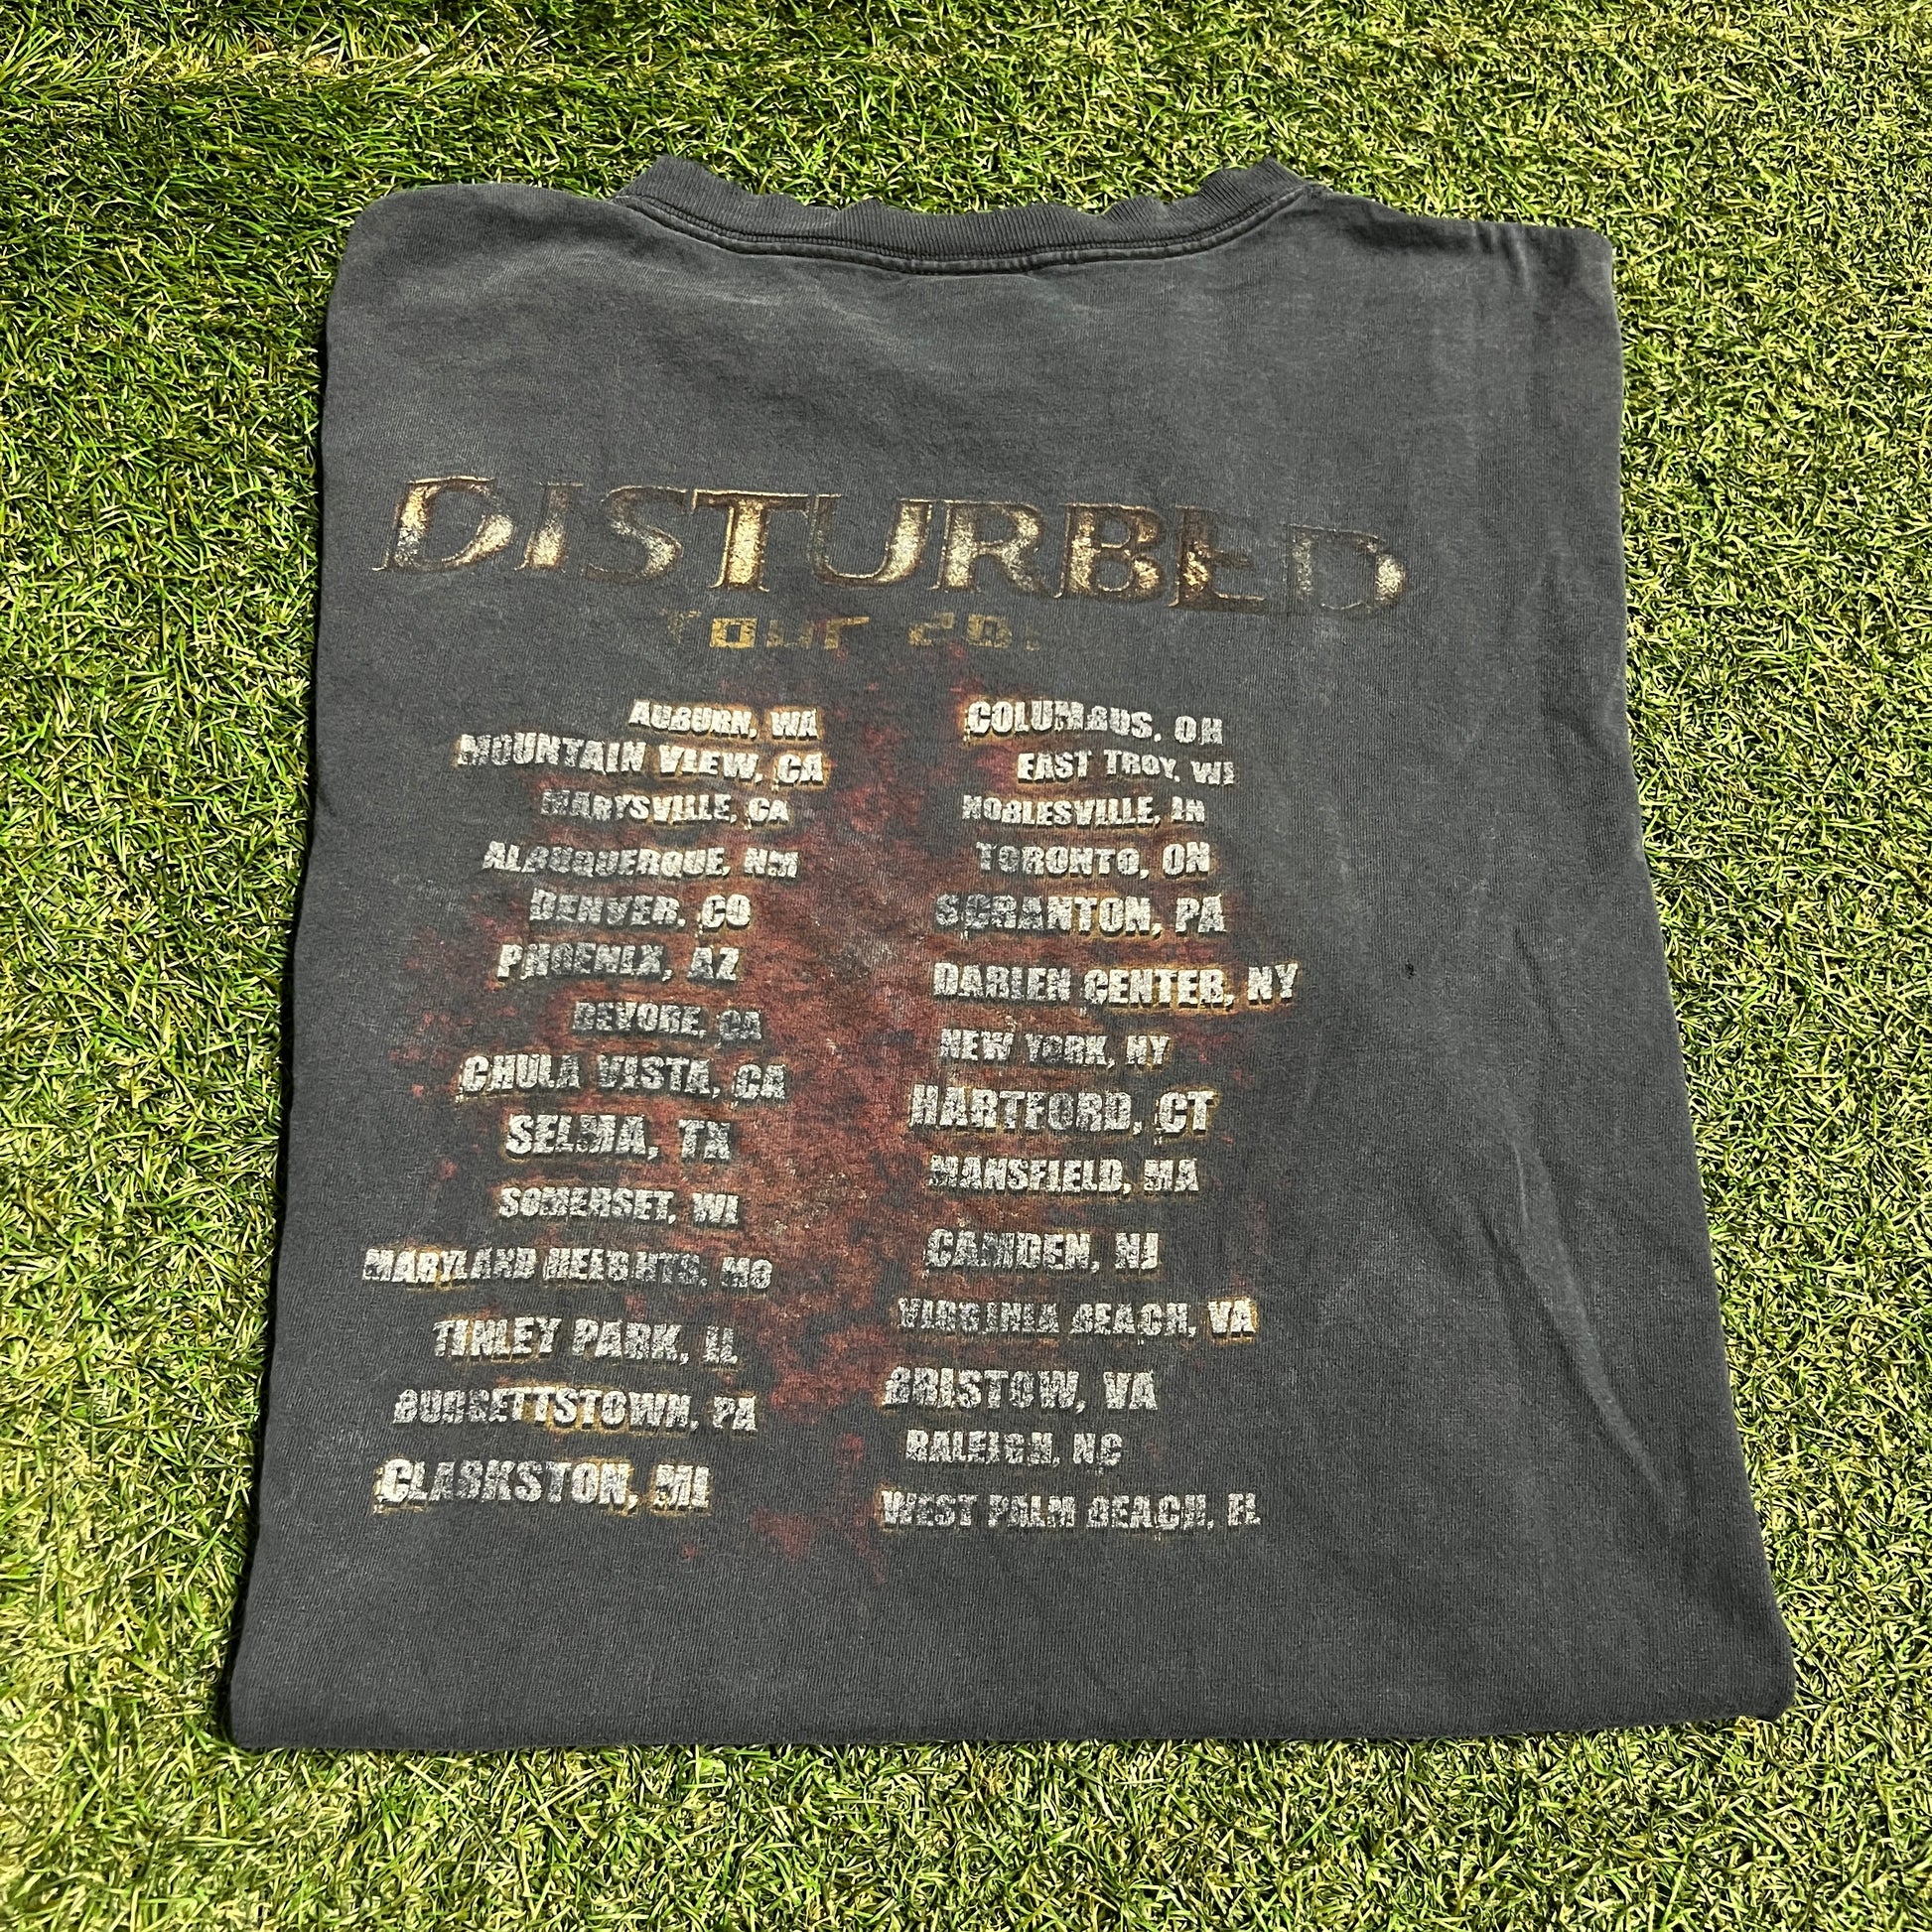 DISTURBED
Tour
AUBURN, WA
MOUNTAIN VIEW, CA
MARYSVILLE, CA
ALBUQUERQUE, NM
DENVER, CO
PHOENIX, AZ
DEVORE, CA
CHULA VISTA, CA
SELMA, TX
SOMERSET, WI
MARYLAND HEIGHTS, MO
TINLEY PARK, IL
BURGETTSTOWN, PA
CLARKSTON, MI
COLUMBUS, OH
EAST TROY, WI
NOBLESVILLE, IN
TORONTO, ON
SCRANTON, PA
DARIEN CENTER, NY
NEW YORK, NY
HARTFORD, CT
MANSFIELD, MA
CAMDEN, NJ
VIRGINIA BEACH, VA
BRISTOW, VA
RALEIGH, NC
WEST PALM BEACH, FL